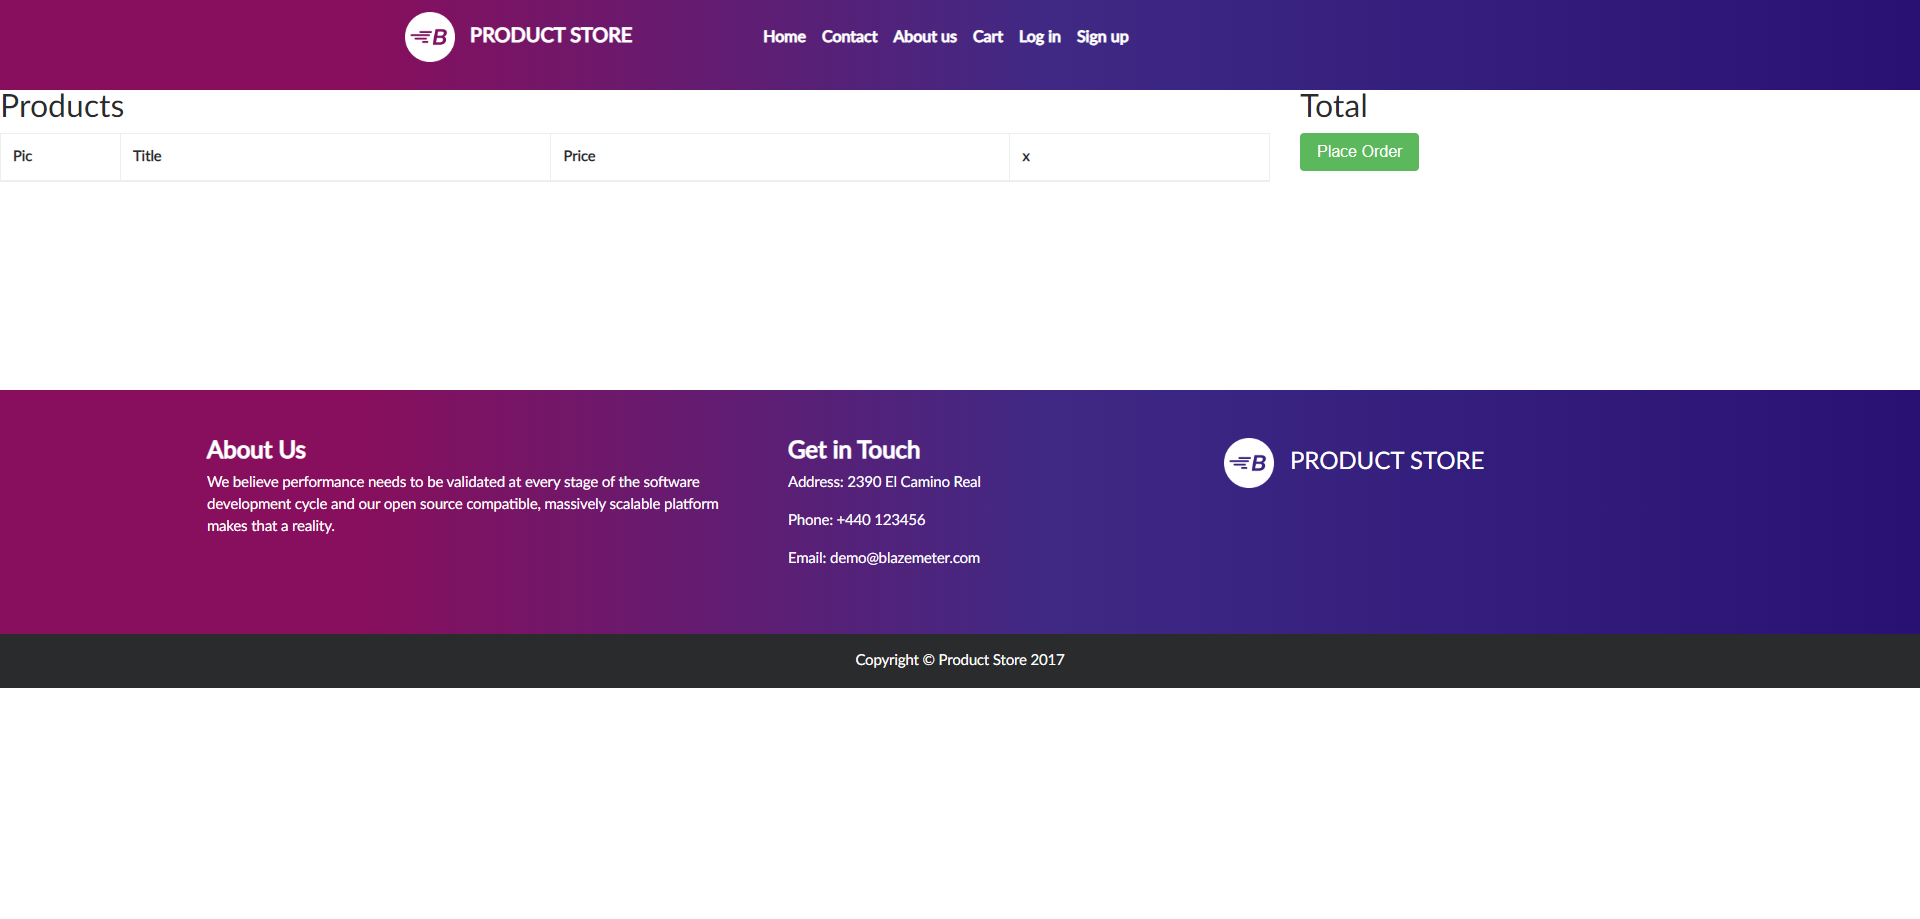 B PRODUCT STORE
Home Contact About us Cart Log in Sign up
Products
Total
Pic Title Price x
Place Order
About Us
We believe performance needs to be validated at every stage of the software
development cycle and our open source compatible, massively scalable platform
makes that a reality.
Get in Touch
Address: 2390 El Camino Real
Phone: +440 123456
Email: demo@blazemeter.com
B PRODUCT STORE
Copyright © Product Store 2017